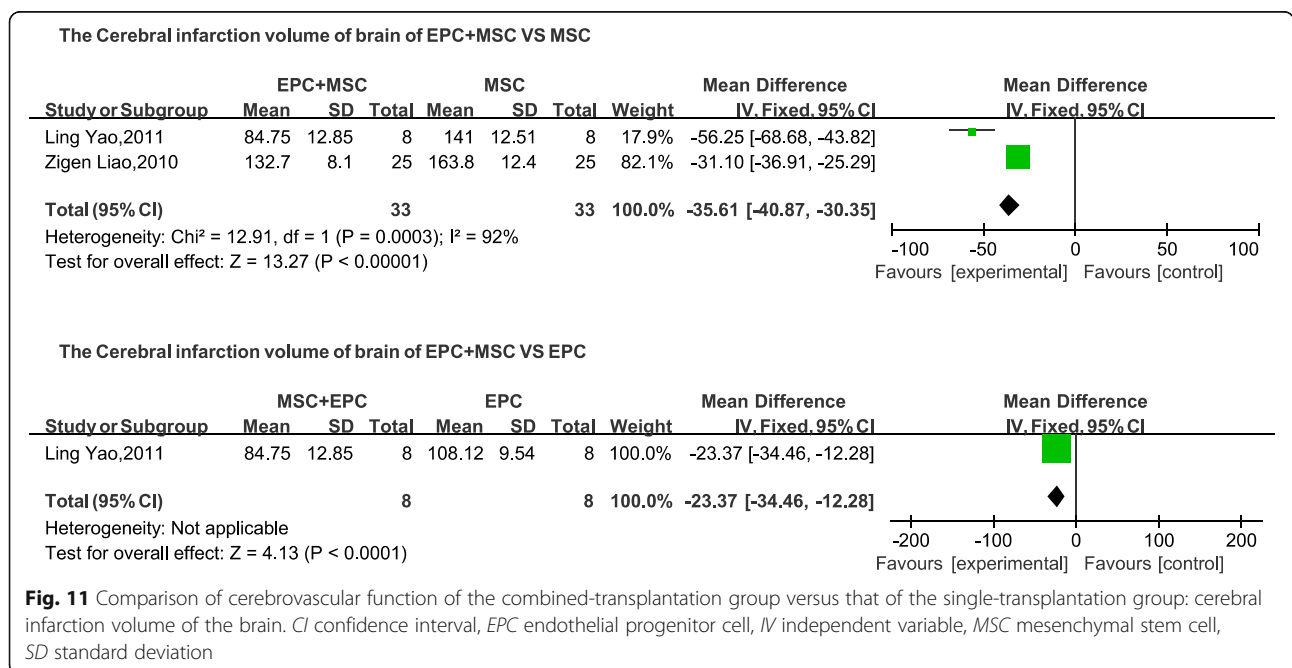 The Cerebral infarction volume of brain of EPC+MSC VS MSC
EPC+MSC MSC Mean Difference Mean Difference
Study or Subgroup Mean SD Total Mean SD Total Weight IV, Fixed, 95% CI IV, Fixed, 95% CI
Ling Yao,2011 84.75 12.85 8 141 12.51 8 17.9% -56.25 [-68.68, -43.82]
Zigen Liao,2010 132.7 8.1 25 163.8 12.4 25 82.1% -31.10 [-36.91, -25.29]
Total (95% CI) 33 33 100.0% -35.61 [-40.87, -30.35]
Heterogeneity: Chi² = 12.91, df = 1 (P = 0.0003); I² = 92%
Test for overall effect: Z = 13.27 (P < 0.00001)
-100 -50 0 50 100
Favours [experimental] Favours [control]
The Cerebral infarction volume of brain of EPC+MSC VS EPC
MSC+EPC EPC Mean Difference Mean Difference
Study or Subgroup Mean SD Total Mean SD Total Weight IV, Fixed, 95% CI IV, Fixed, 95% CI
Ling Yao,2011 84.75 12.85 8 108.12 9.54 8 100.0% -23.37 [-34.46, -12.28]
Total (95% CI) 8 8 100.0% -23.37 [-34.46, -12.28]
Heterogeneity: Not applicable
Test for overall effect: Z = 4.13 (P < 0.0001)
-200 -100 0 100 200
Favours [experimental] Favours [control]
Fig. 11 Comparison of cerebrovascular function of the combined-transplantation group versus that of the single-transplantation group: cerebral
infarction volume of the brain. CI confidence interval, EPC endothelial progenitor cell, IV independent variable, MSC mesenchymal stem cell,
SD standard deviation